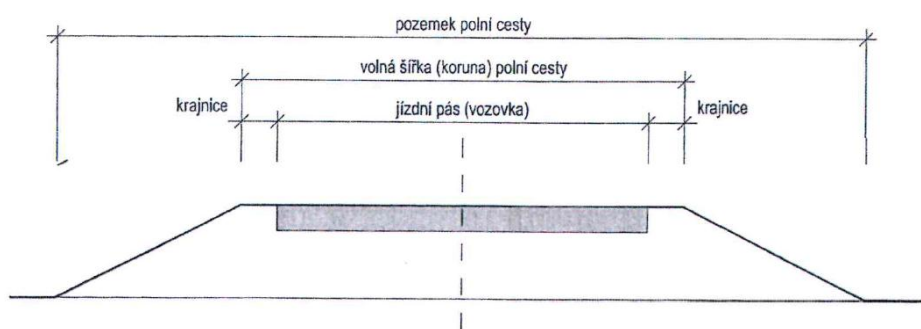 pozemek polní cesty
volná šířka (koruna) polní cesty
krajnice
jízdní pás (vozovka)
krajnice